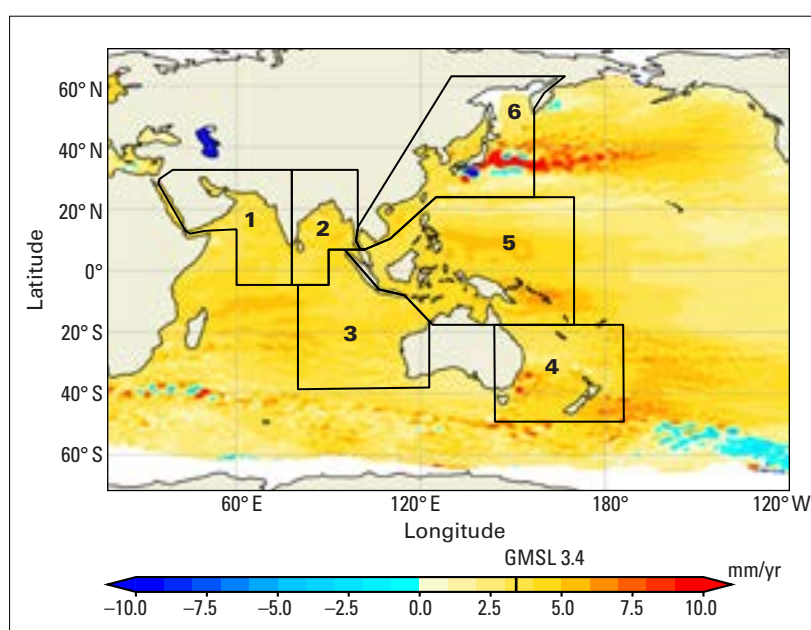 60° N
40° N
20° N
0°
20° S
40° S
60° S
Latitude
1
2
3
4
5
6
60° E
120° E
180°
120° W
Longitude
GMSL 3.4
mm/yr
–10.0
–7.5
–5.0
–2.5
0.0
2.5
5.0
7.5
10.0